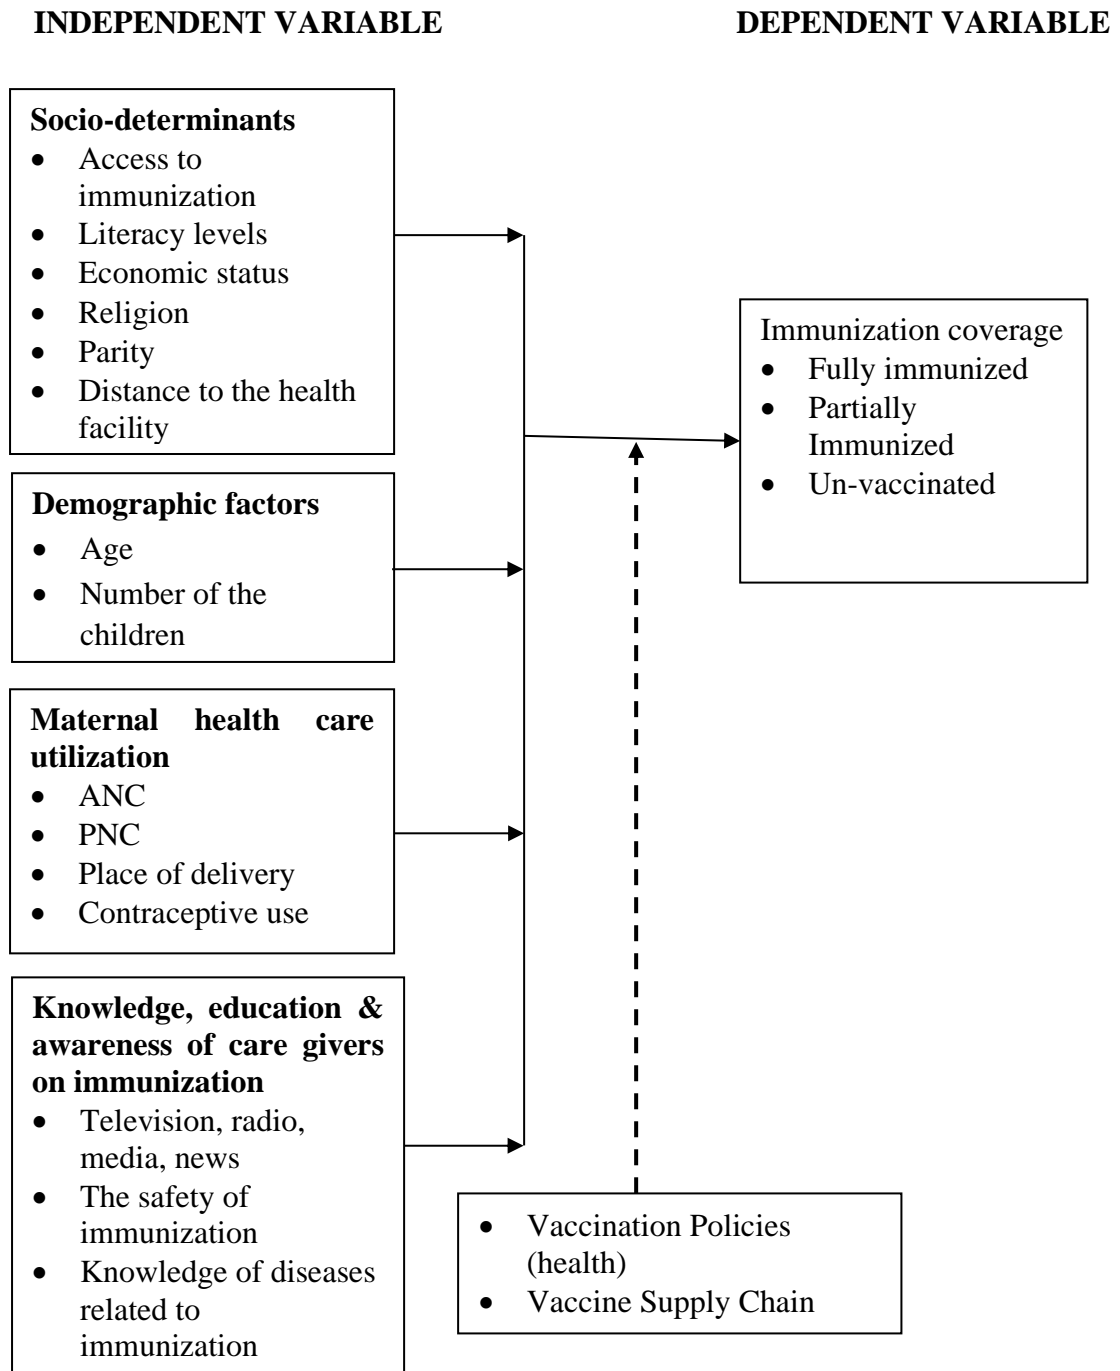 INDEPENDENT VARIABLE
DEPENDENT VARIABLE
Socio-determinants
• Access to
immunization
• Literacy levels
• Economic status
• Religion
• Parity
• Distance to the health
facility
Demographic factors
• Age
• Number of the
children
Maternal health care
utilization
• ANC
• PNC
• Place of delivery
• Contraceptive use
Knowledge, education &
awareness of care givers
on immunization
• Television, radio,
media, news
• The safety of
immunization
• Knowledge of diseases
related to
immunization
• Vaccination Policies
(health)
• Vaccine Supply Chain
Immunization coverage
• Fully immunized
• Partially
Immunized
• Un-vaccinated